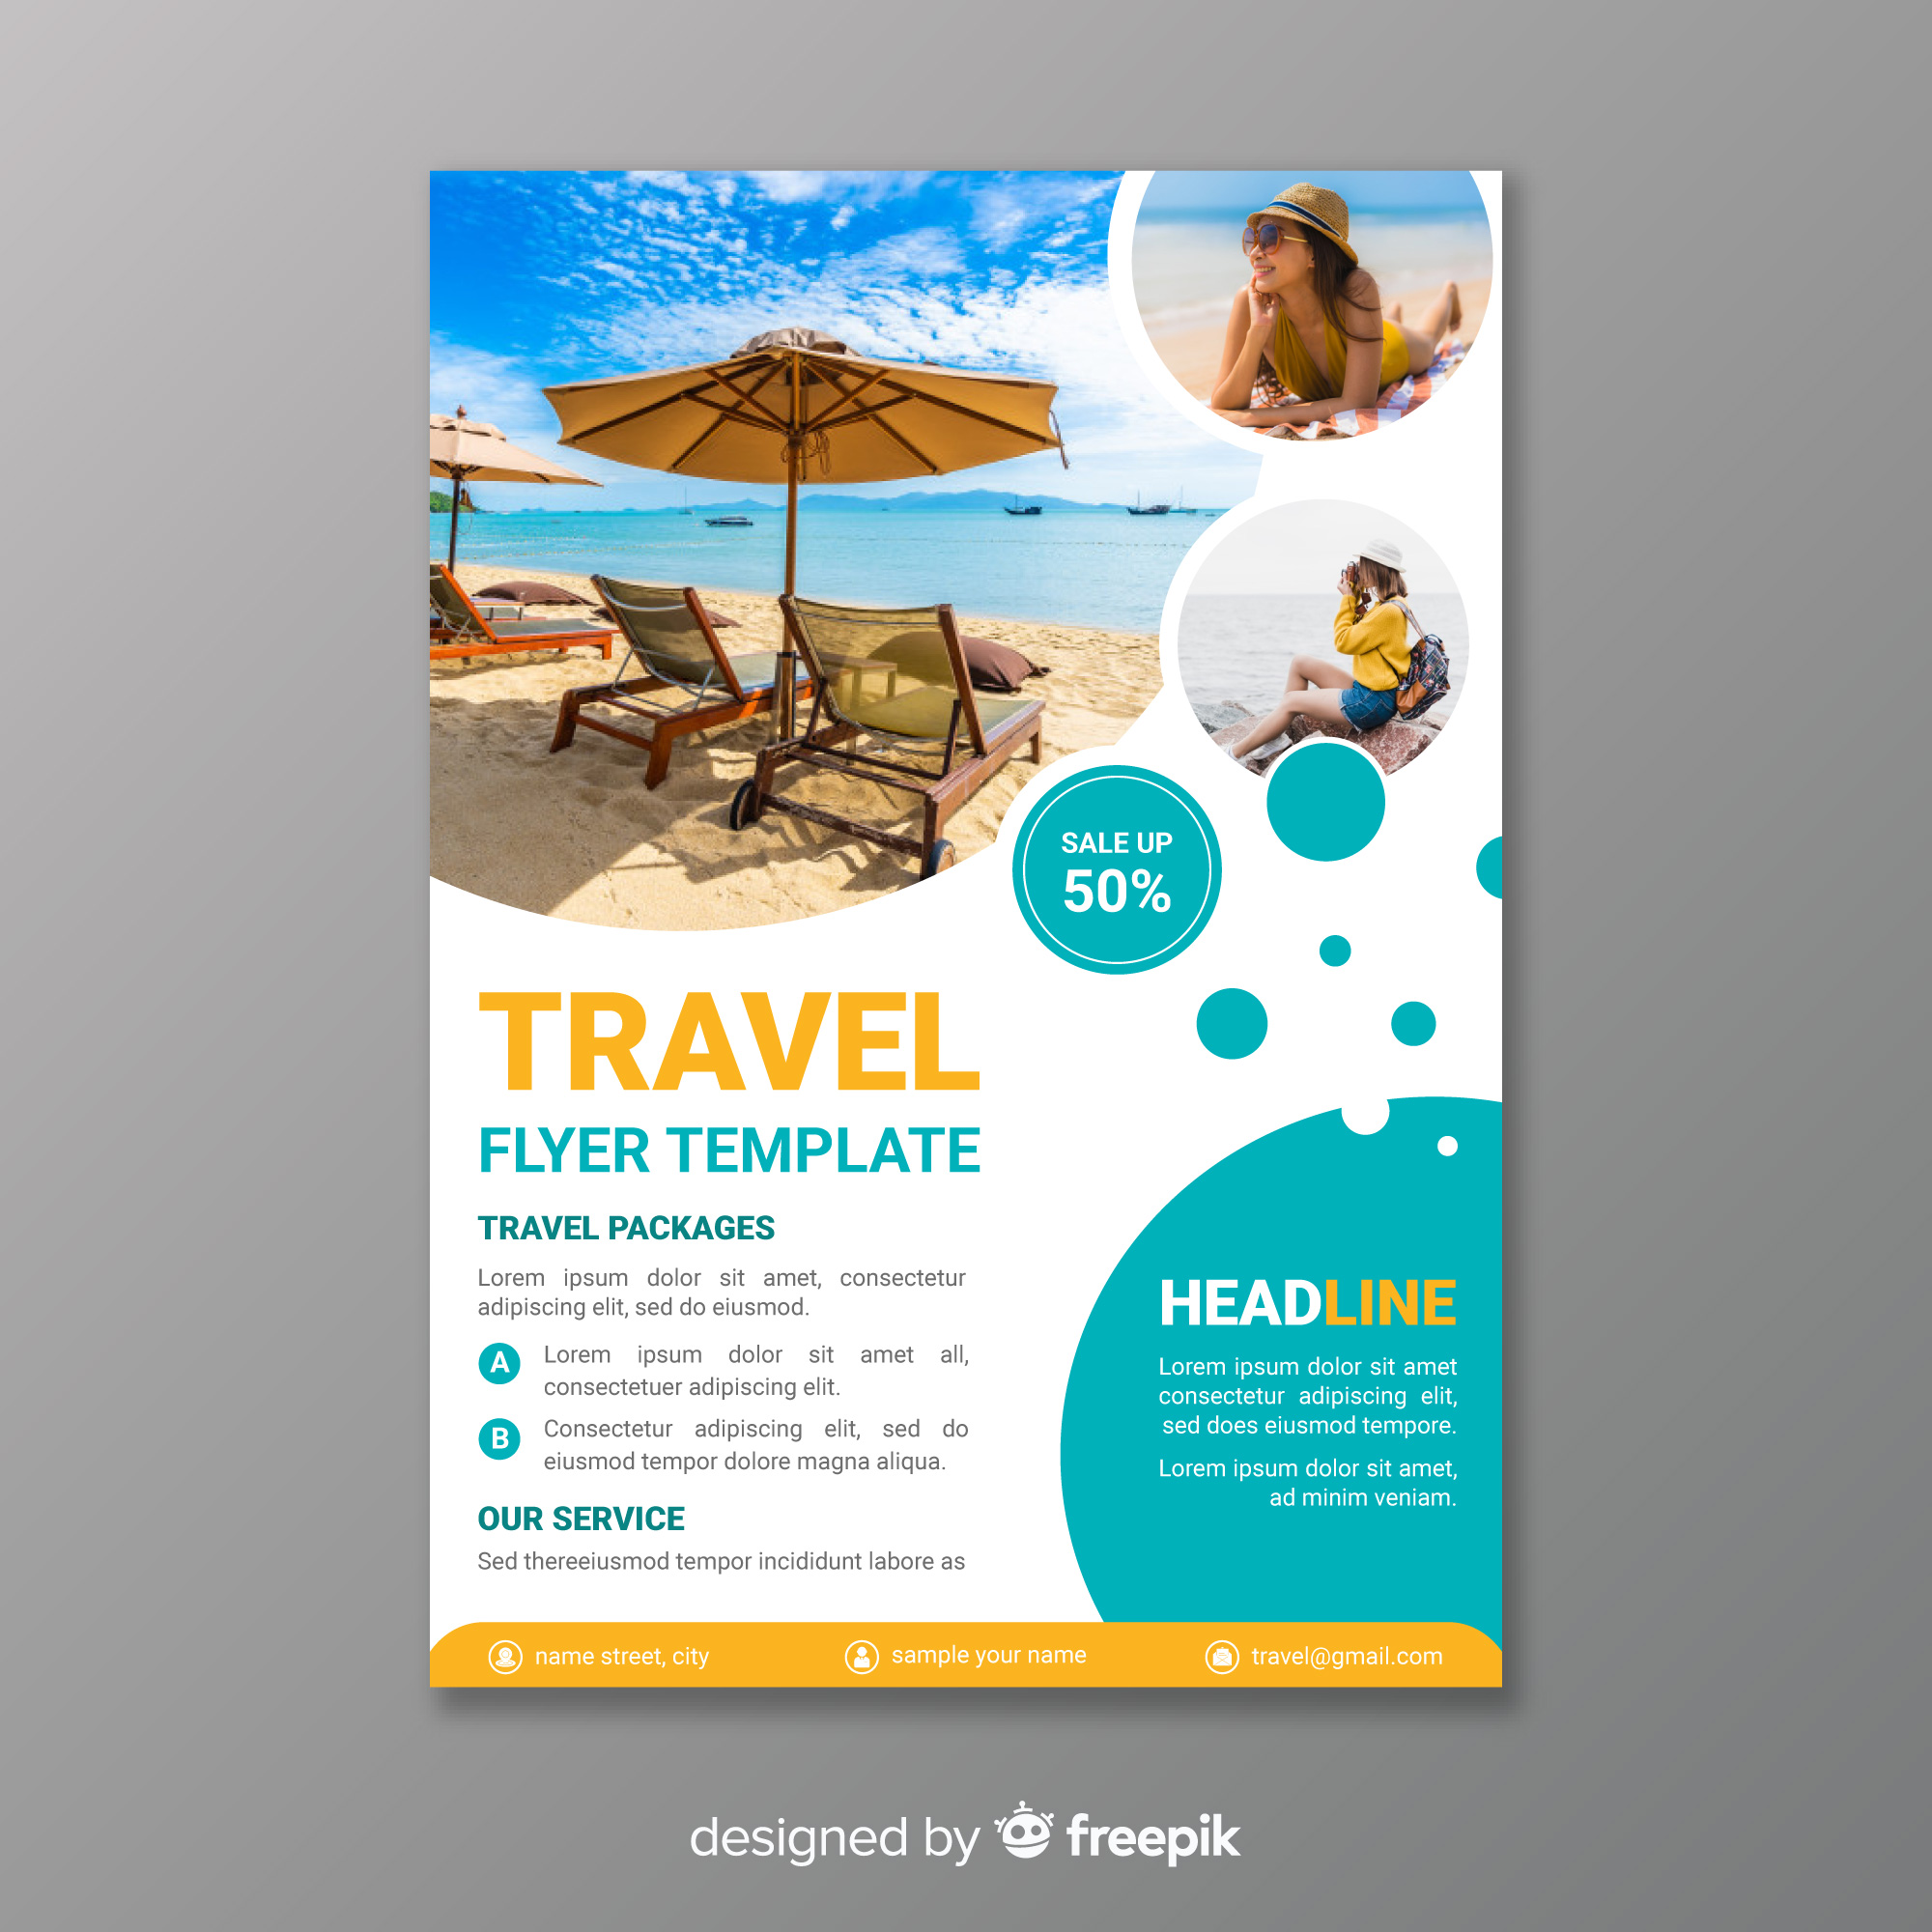 SALE UP
50%
TRAVEL
FLYER TEMPLATE
TRAVEL PACKAGES
Lorem ipsum dolor sit amet, consectetur
adipiscing elit, sed do eiusmod.
A
Lorem ipsum dolor sit amet all,
consectetuer adipiscing elit.
B
Consectetur adipiscing elit, sed do
eiusmod tempor dolore magna aliqua.
OUR SERVICE
Sed thereeiusmod tempor incididunt labore as
HEADLINE
Lorem ipsum dolor sit amet
consectetur adipiscing elit,
sed does eiusmod tempore.
Lorem ipsum dolor sit amet,
ad minim veniam.
name street, city
sample your name
travel@gmail.com
designed by freepik